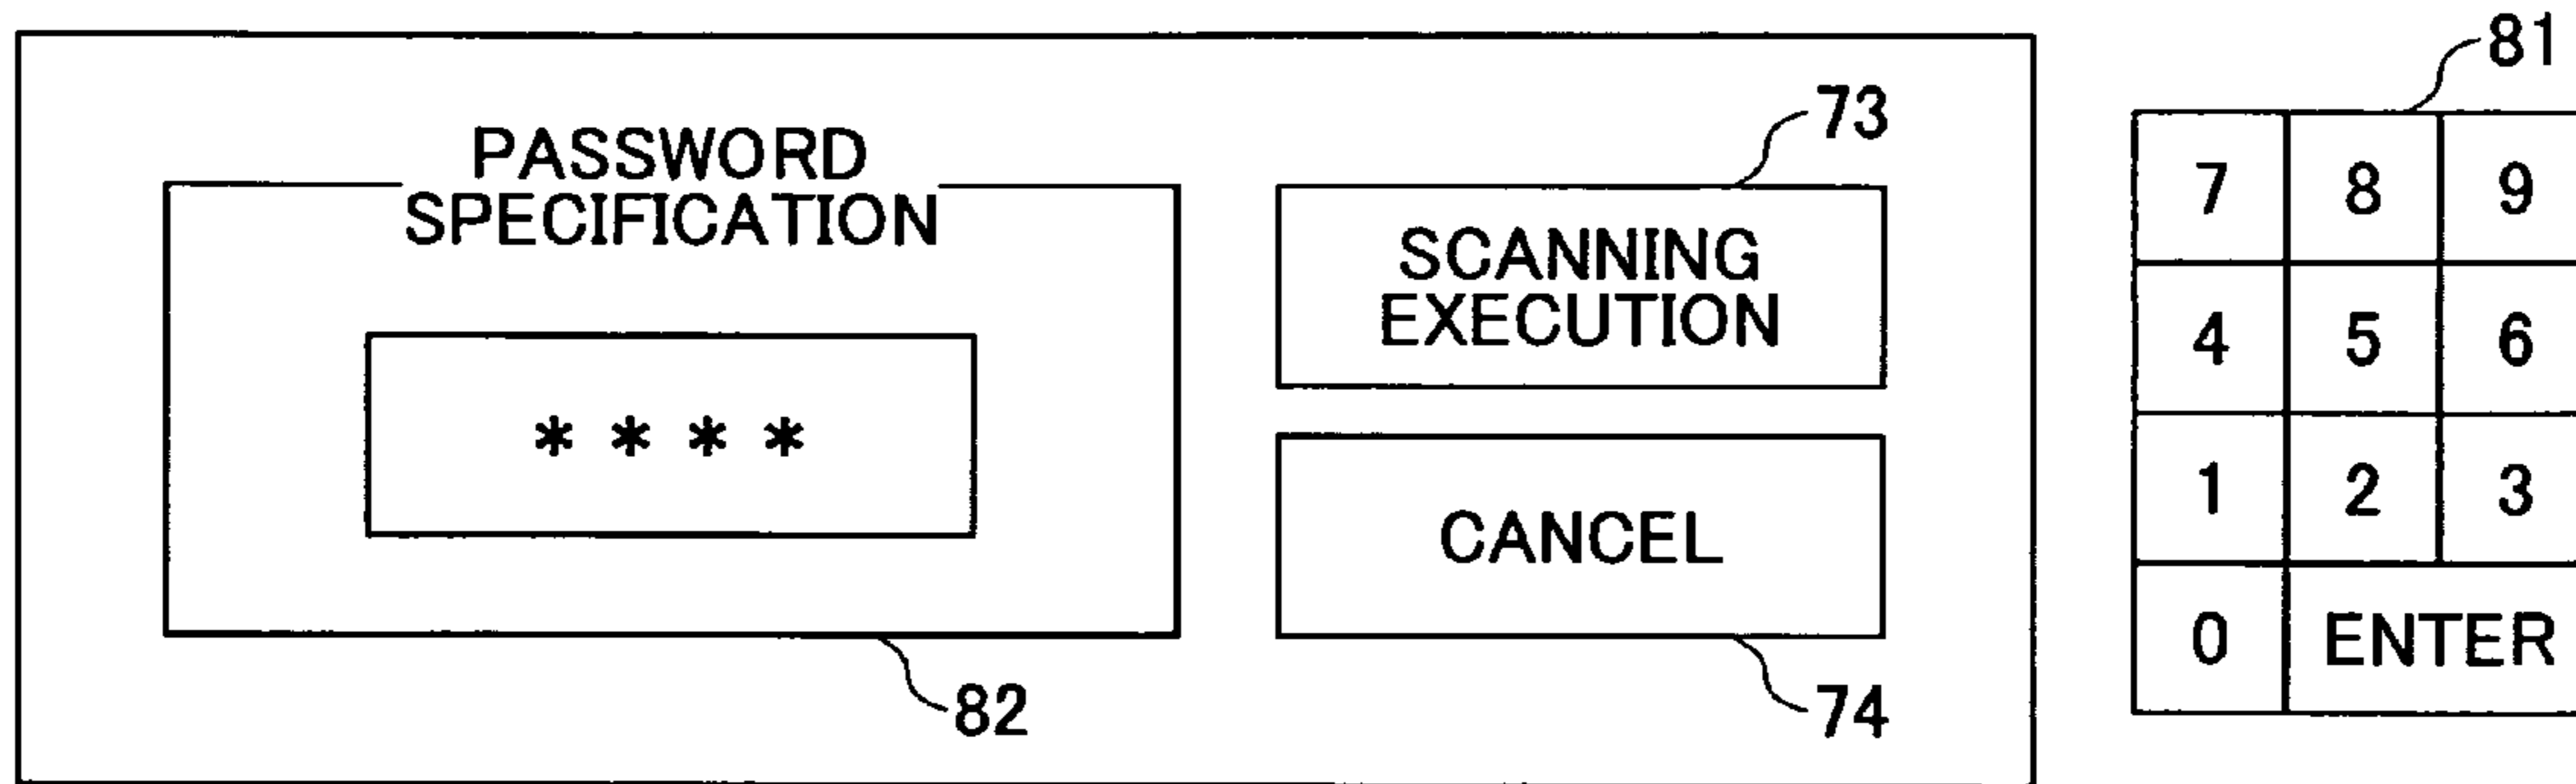 81
73
PASSWORD
SPECIFICATION
7 8 9
SCANNING
EXECUTION
4 5 6
* * * *
1 2 3
CANCEL
0 ENTER
82
74